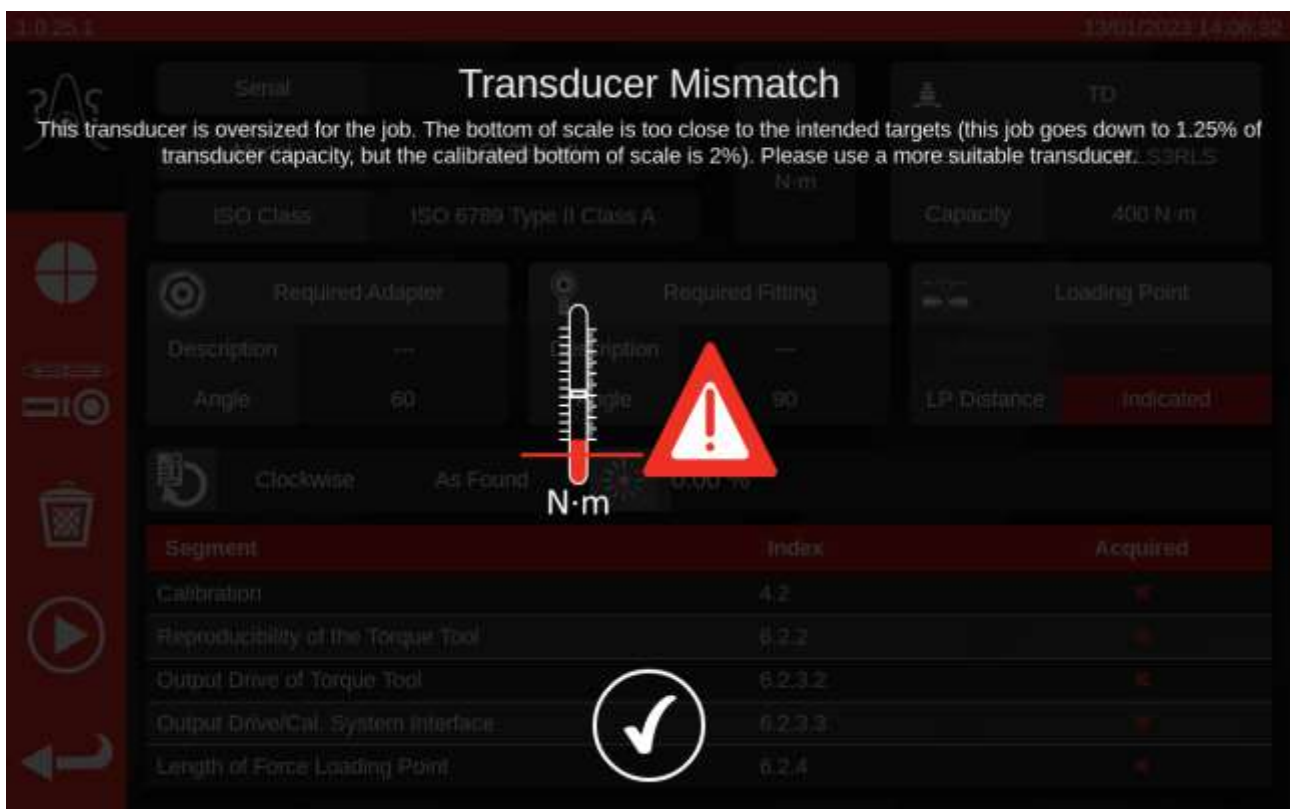 1.0.25.1
13/01/2023 14:06:32
Transducer Mismatch
Serial
TD
This transducer is oversized for the job. The bottom of scale is too close to the intended targets (this job goes down to 1.25% of
transducer capacity, but the calibrated bottom of scale is 2%). Please use a more suitable transducer.
N·m
ISO Class ISO 6789 Type II Class A
Capacity 400 N·m
Required Adapter
Required Fitting
Loading Point
Description ---
Description ---
Angle 60
Angle 90
LP Distance Indicated
Clockwise As Found 0.00 %
N·m
Segment Index Acquired
Calibration 4.2
Reproducibility of the Torque Tool 6.2.2
Output Drive of Torque Tool 6.2.3.2
Output Drive/Cal. System Interface 6.2.3.3
Length of Force Loading Point 6.2.4